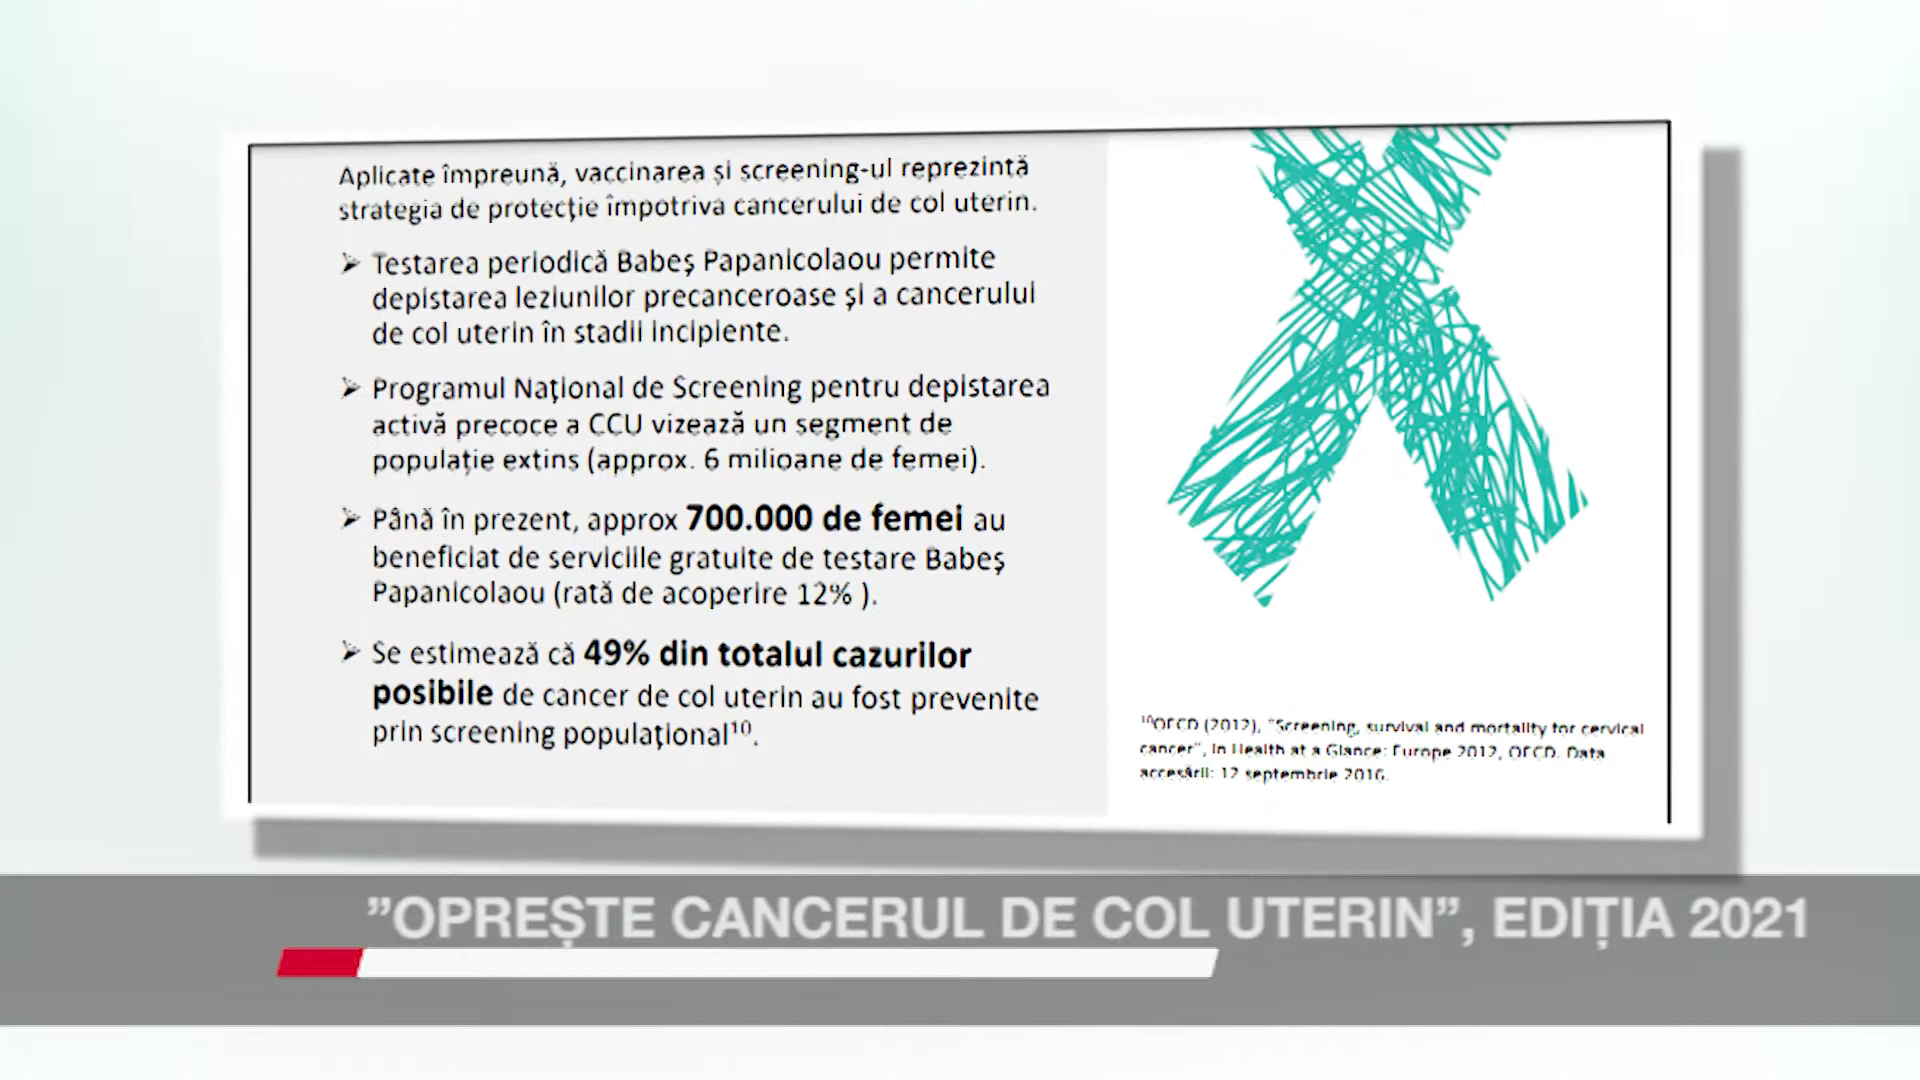 Aplicate împreună, vaccinarea și screening-ul reprezintă
strategia de protecție împotriva cancerului de col uterin.
➢ Testarea periodică Babeș Papanicolaou permite
depistarea leziunilor precanceroase și a cancerului
de col uterin în stadii incipiente.
➢ Programul Național de Screening pentru depistarea
activă precoce a CCU vizează un segment de
populație extins (approx. 6 milioane de femei).
➢ Până în prezent, approx 700.000 de femei au
beneficiat de serviciile gratuite de testare Babeș
Papanicolaou (rată de acoperire 12% ).
➢ Se estimează că 49% din totalul cazurilor
posibile de cancer de col uterin au fost prevenite
prin screening populațional¹⁰.
¹⁰OECD (2012), "Screening, survival and mortality for cervical
cancer", in Health at a Glance: Europe 2012, OECD. Data
accesării: 12 septembrie 2016.
”OPREȘTE CANCERUL DE COL UTERIN”, EDIȚIA 2021